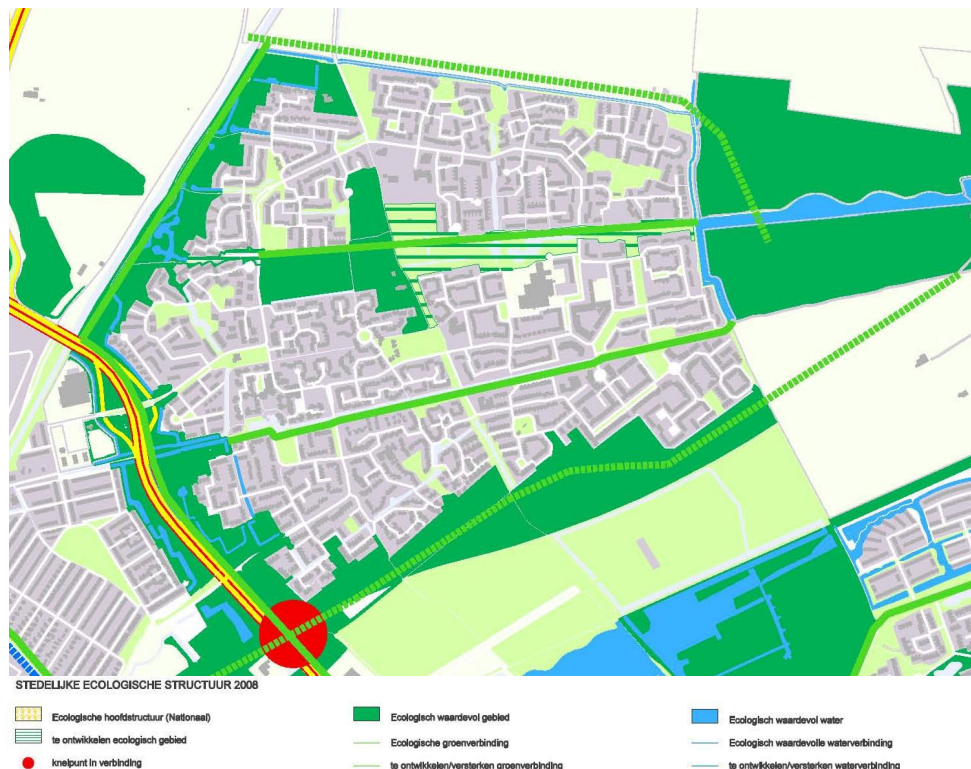 STEDELIJKE ECOLOGISCHE STRUCTUUR 2008
Ecologische hoofdstructuur (Nationaal)
te ontwikkelen ecologisch gebied
knelpunt in verbinding
Ecologisch waardevol gebied
Ecologische groenverbinding
te ontwikkelen/versterken groenverbinding
Ecologisch waardevol water
Ecologisch waardevolle waterverbinding
te ontwikkelen/versterken waterverbinding